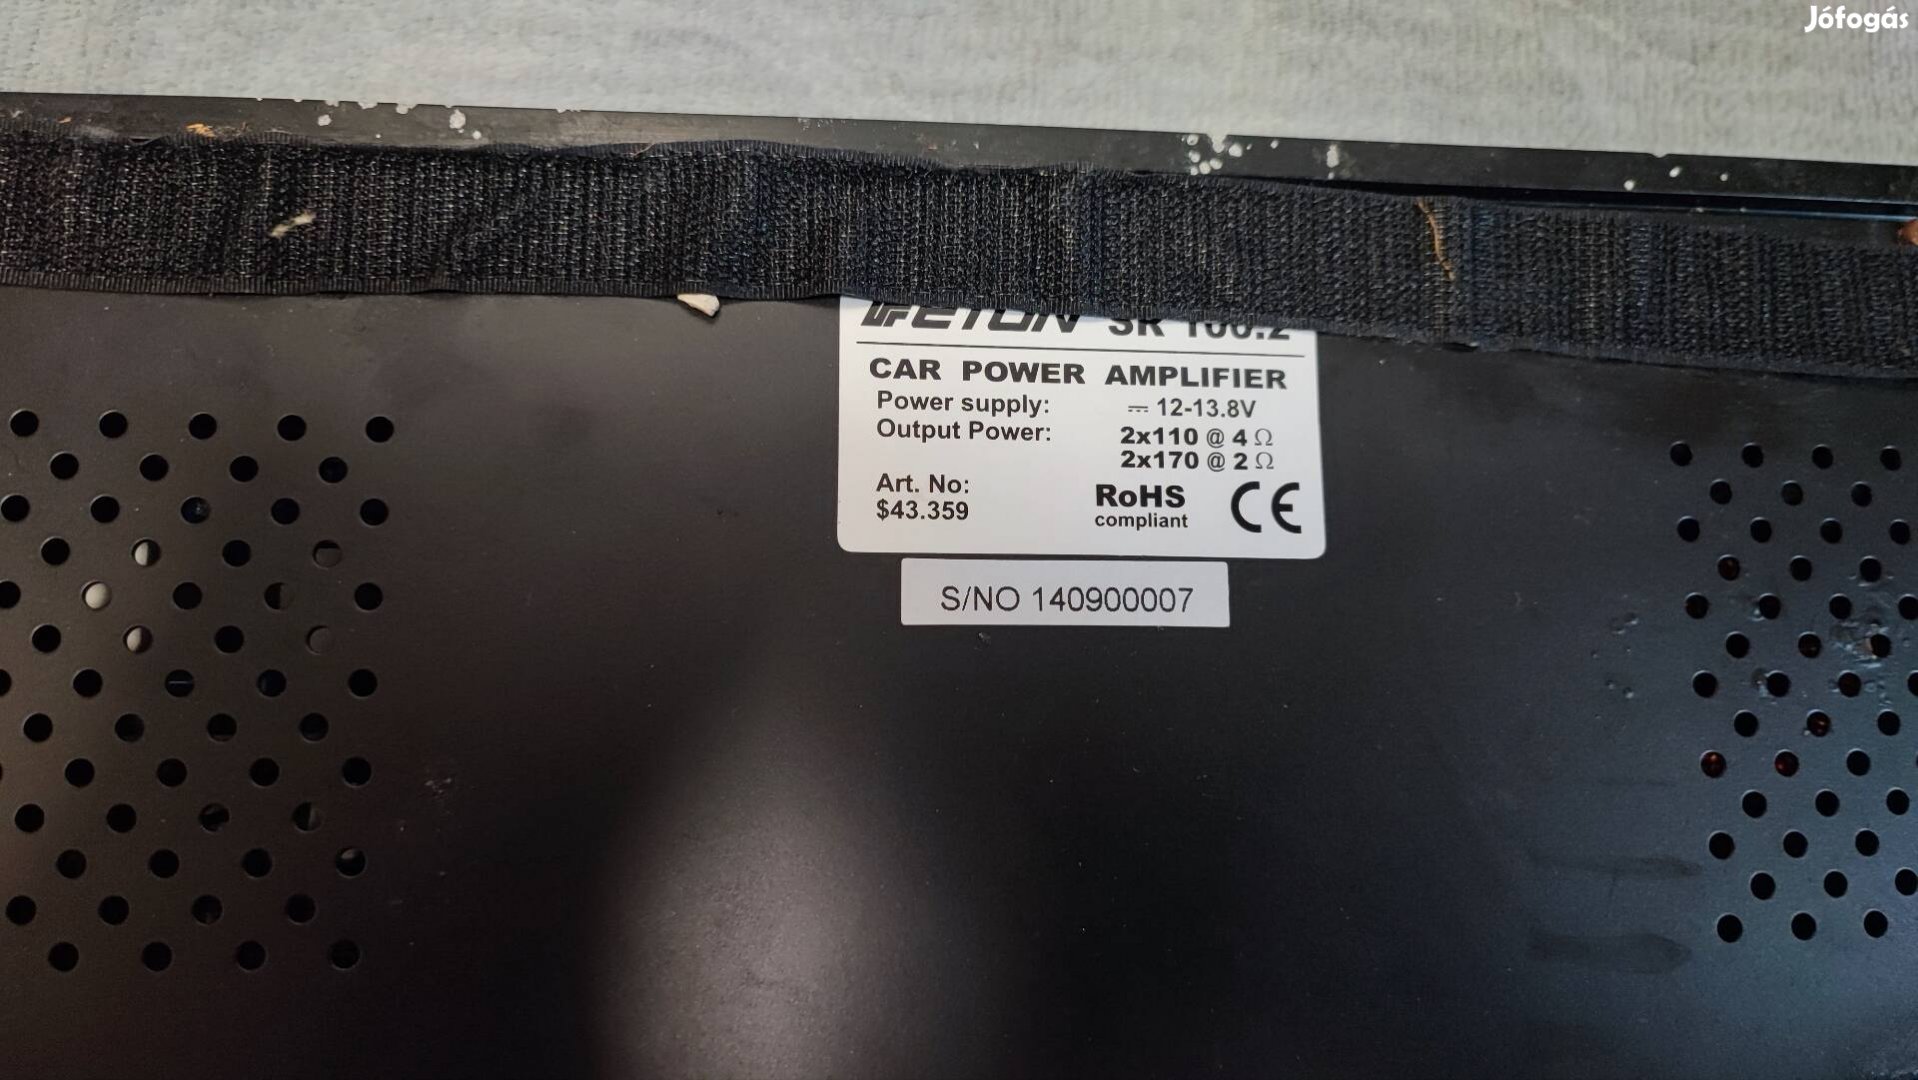 Jófogás
ETON SR 100.2
CAR POWER AMPLIFIER
Power supply: ⎓ 12-13.8V
Output Power: 2x110 @ 4 Ω
2x170 @ 2 Ω
Art. No:
$43.359
RoHS
compliant
CE
S/NO 140900007